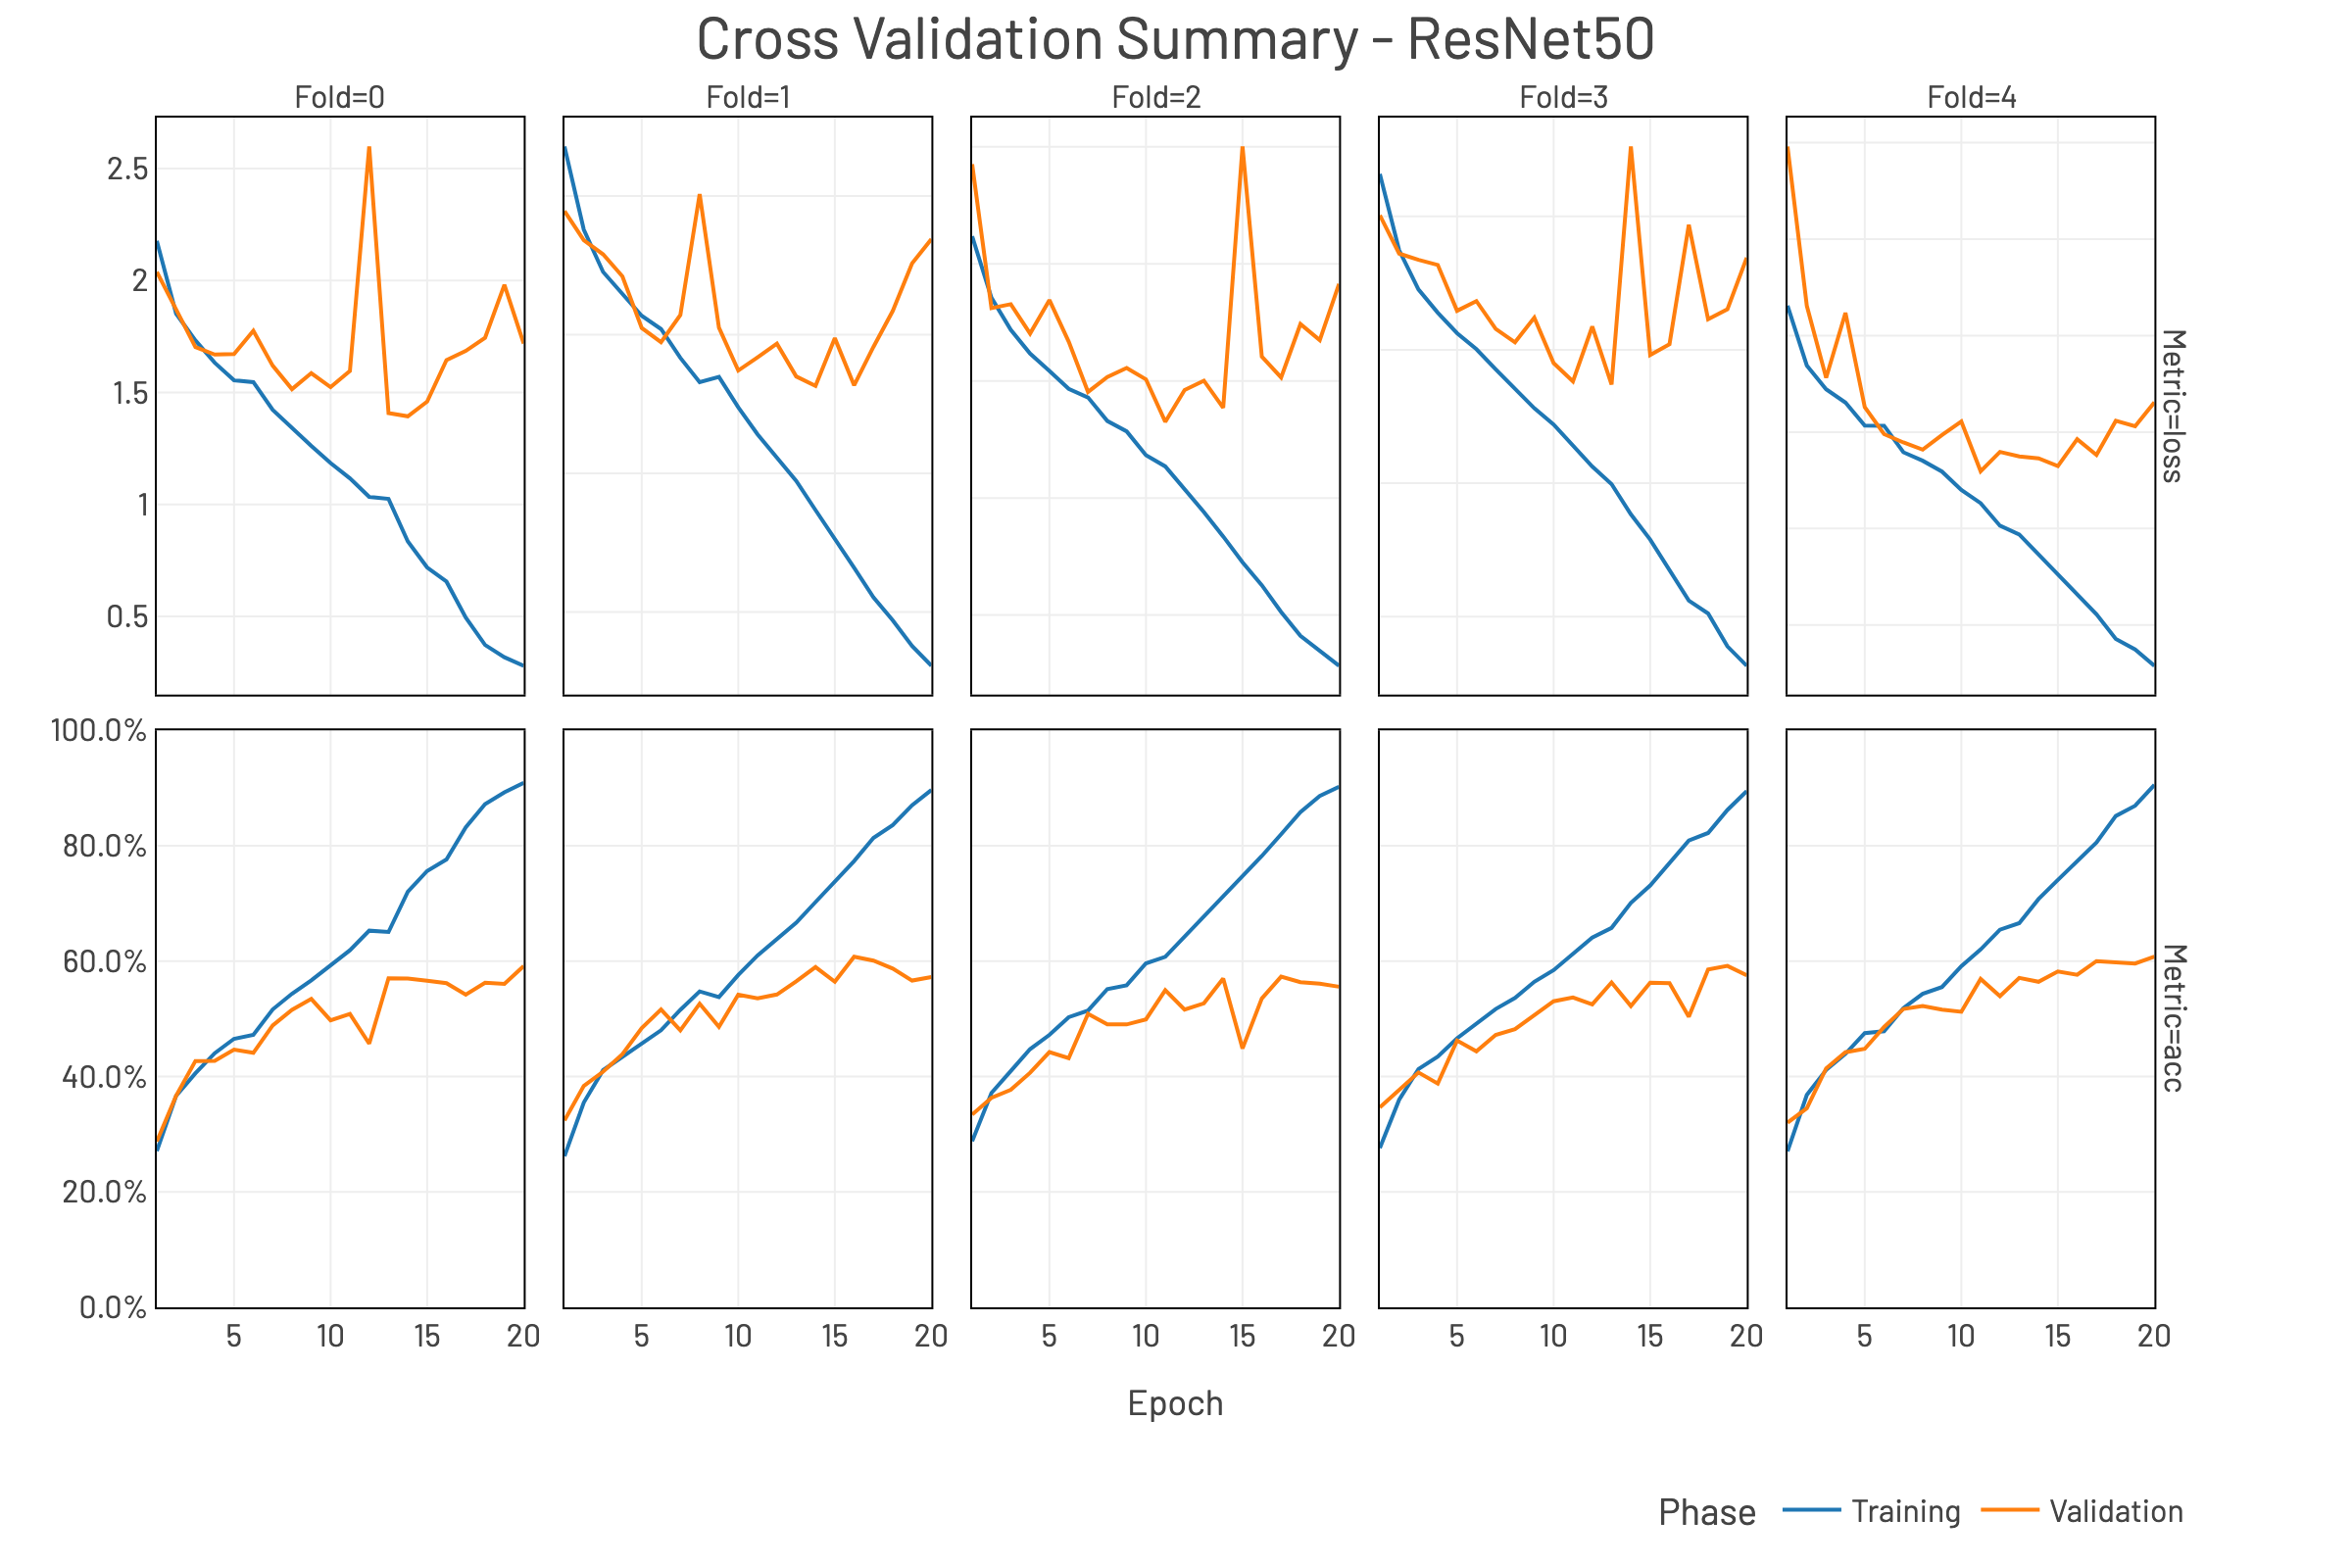 Cross Validation Summary - ResNet50
Fold=0 Fold=1 Fold=2 Fold=3 Fold=4
2.5
2
1.5
1
0.5
Metric=loss
100.0%
80.0%
60.0%
40.0%
20.0%
0.0%
Metric=acc
5 10 15 20 5 10 15 20 5 10 15 20 5 10 15 20 5 10 15 20
Epoch
Phase Training Validation